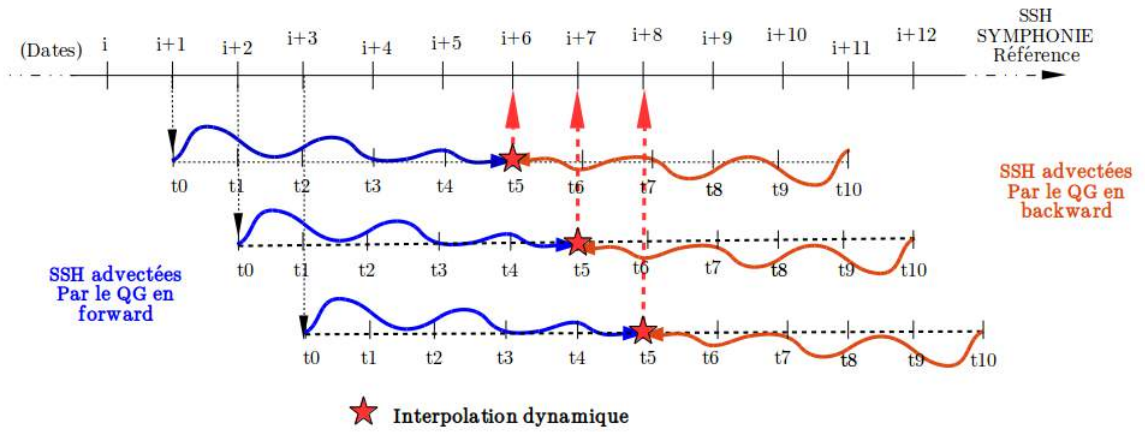 SSH
SYMPHONIE
Référence
(Dates) i i+1 i+2 i+3 i+4 i+5 i+6 i+7 i+8 i+9 i+10 i+11 i+12
t0 t1 t2 t3 t4 t5 t6 t7 t8 t9 t10
SSH advectées
Par le QG en
backward
t0 t1 t2 t3 t4 t5 t6 t7 t8 t9 t10
SSH advectées
Par le QG en
forward
t0 t1 t2 t3 t4 t5 t6 t7 t8 t9 t10
Interpolation dynamique